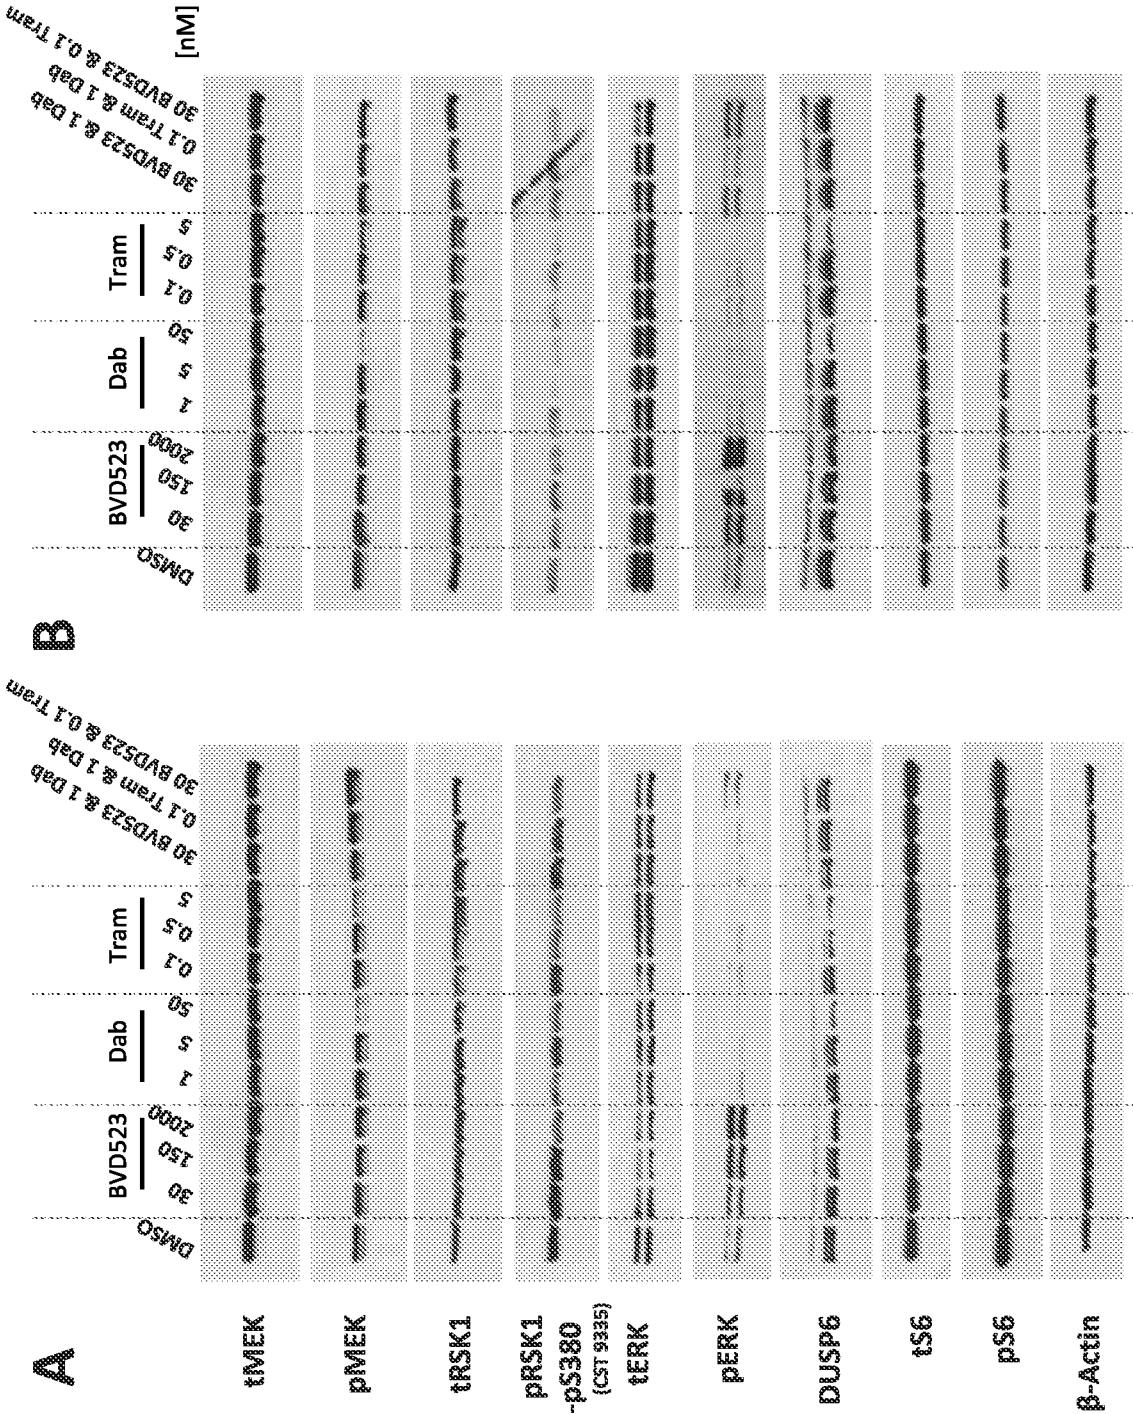 A
BVD523
Dab
Tram
DMSO
30
150
2000
1
5
50
0.1
0.5
5
30 BVD523 & 1 Dab
0.1 Tram & 1 Dab
30 BVD523 & 0.1 Tram
tMEK
pMEK
tRSK1
pRSK1
-pS380
(CST 9335)
tERK
pERK
DUSP6
tS6
pS6
β-Actin
B
BVD523
Dab
Tram
DMSO
30
150
2000
1
5
50
0.1
0.5
5
30 BVD523 & 1 Dab
0.1 Tram & 1 Dab
30 BVD523 & 0.1 Tram
[nM]